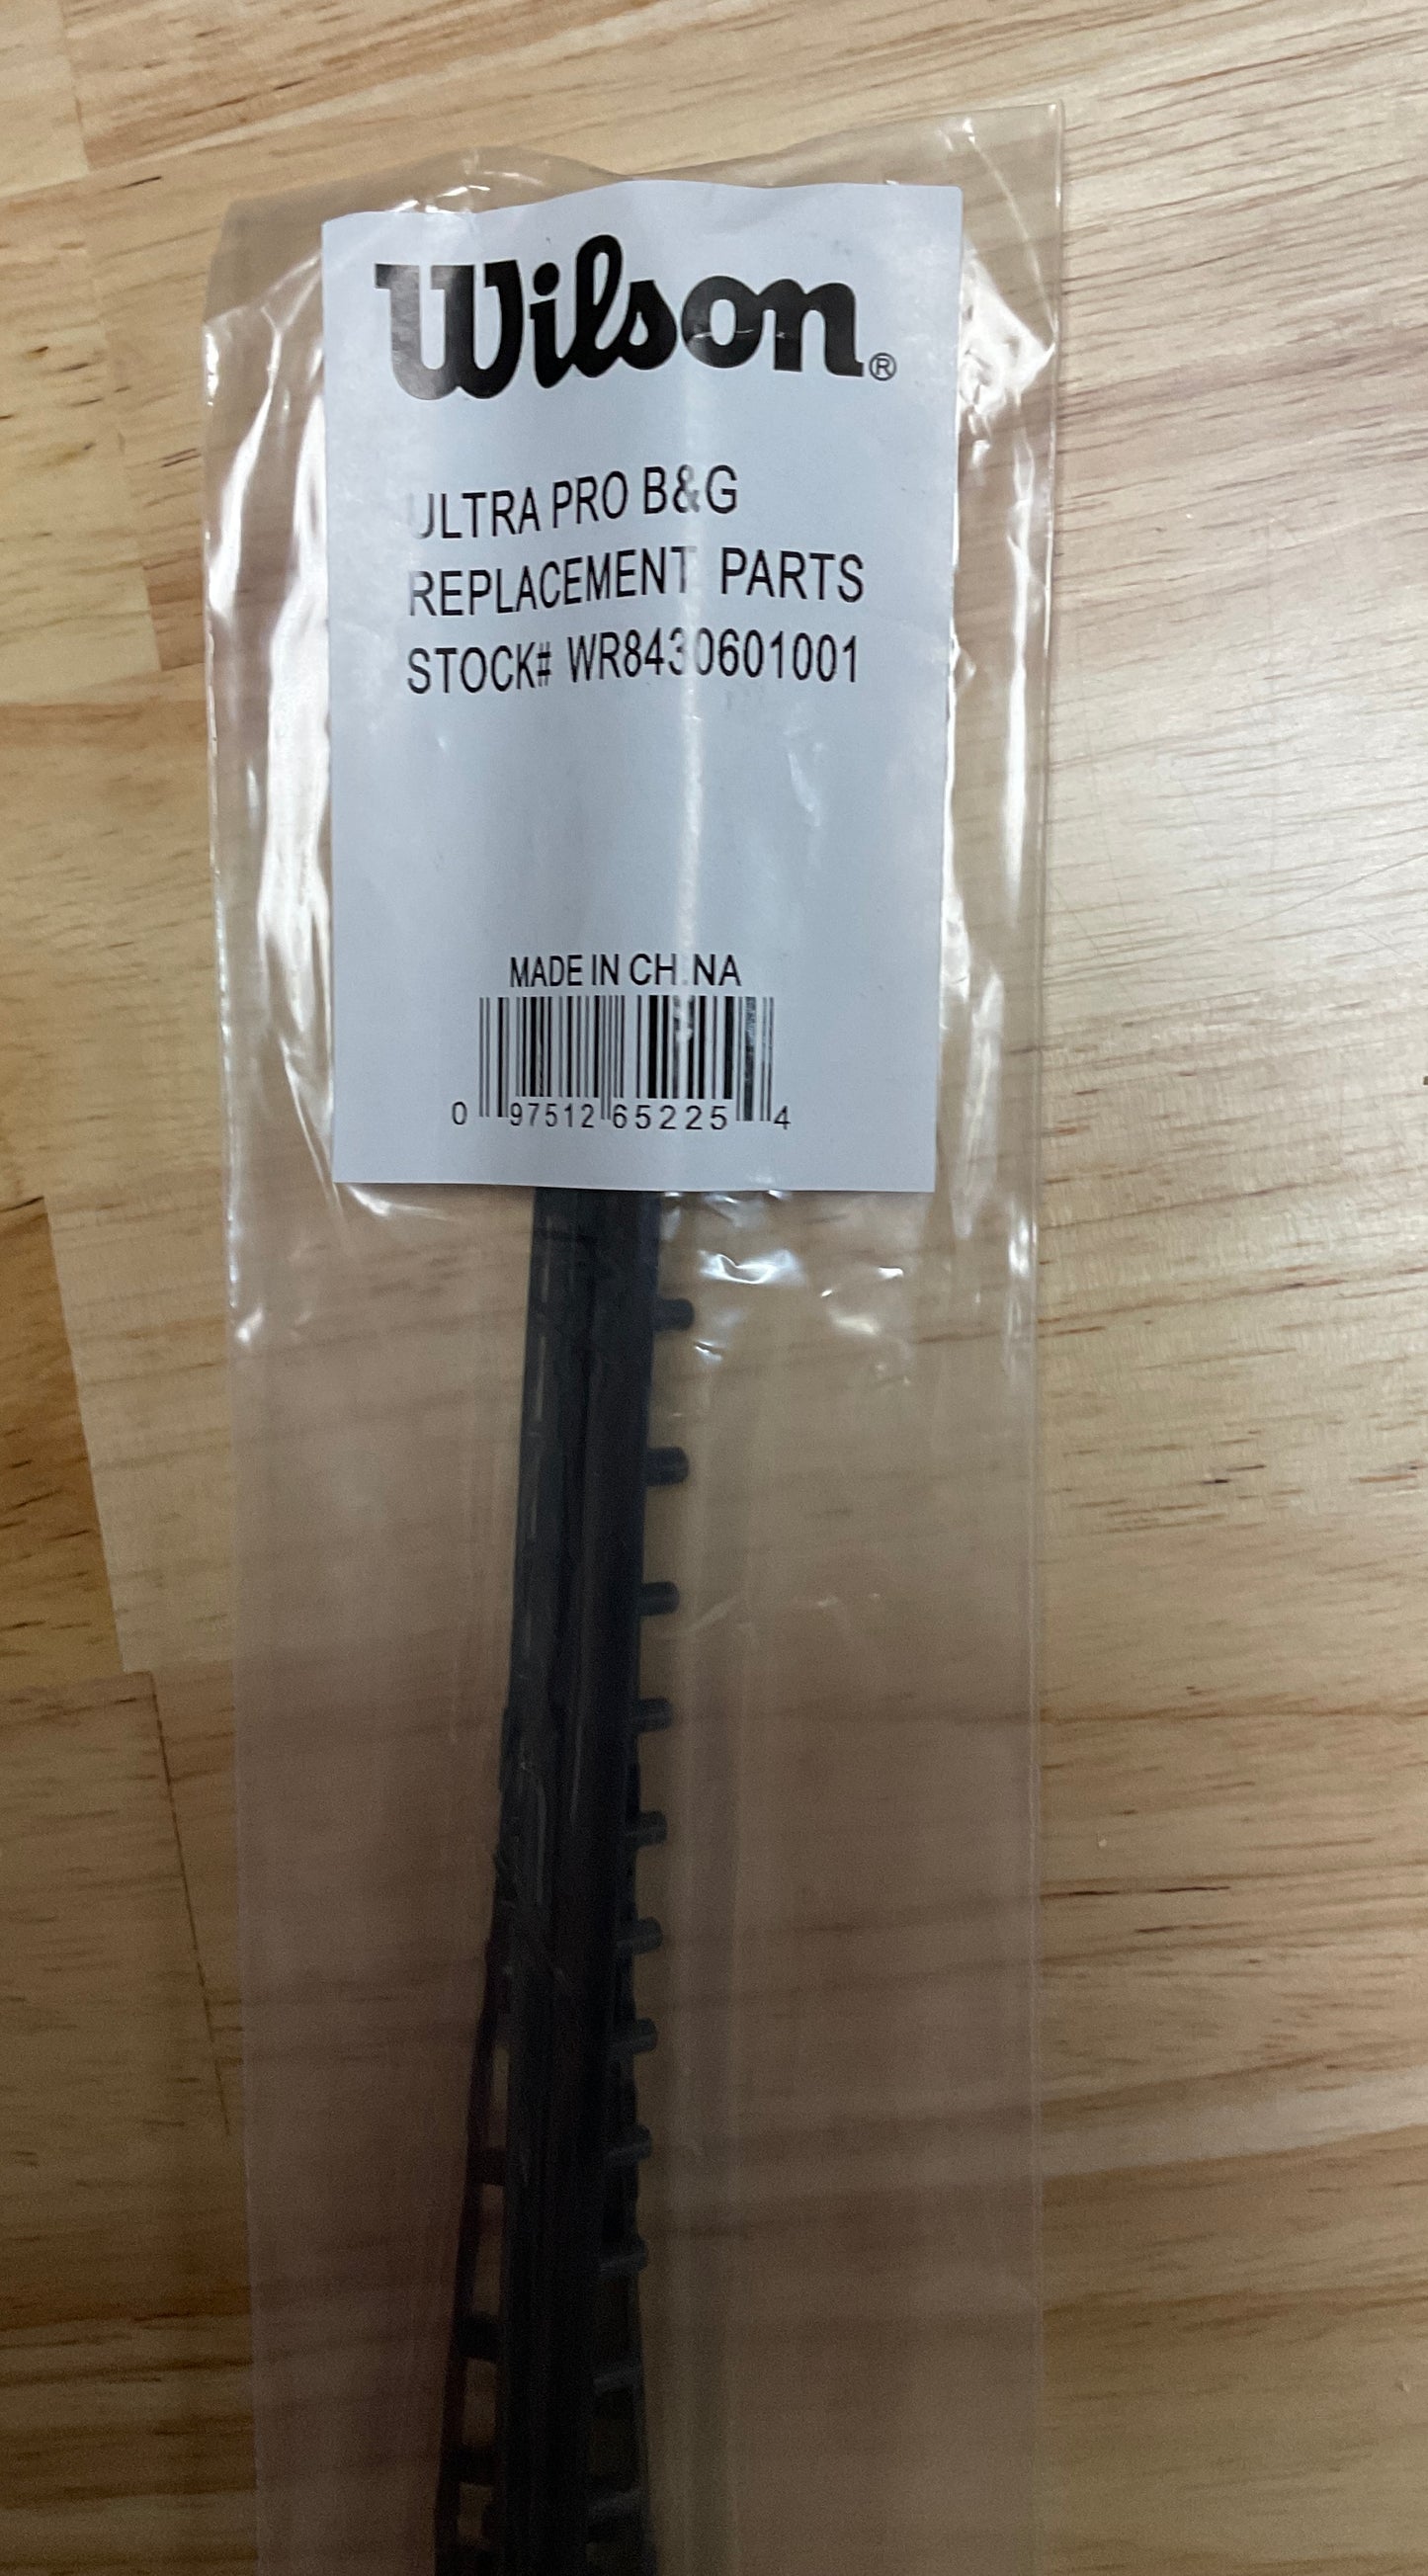 Wilson®
ULTRA PRO B&G
REPLACEMENT PARTS
STOCK# WR8430601001
MADE IN CHINA
0 97512 65225 4